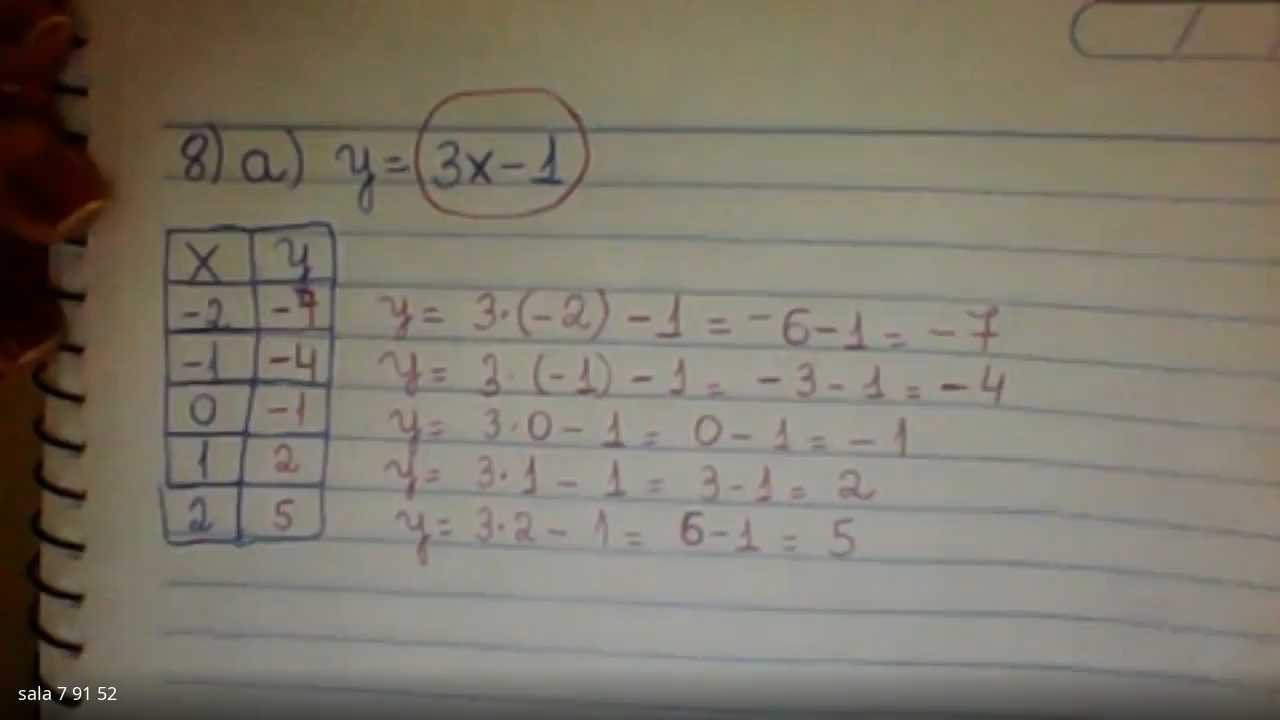 8) a) y = 3x - 1
x y
-2 -7 y = 3·(-2) - 1 = -6-1 = -7
-1 -4 y = 3·(-1) - 1 = -3-1 = -4
0 -1 y = 3·0 - 1 = 0-1 = -1
1 2 y = 3·1 - 1 = 3-1 = 2
2 5 y = 3·2 - 1 = 6-1 = 5
sala 7 91 52